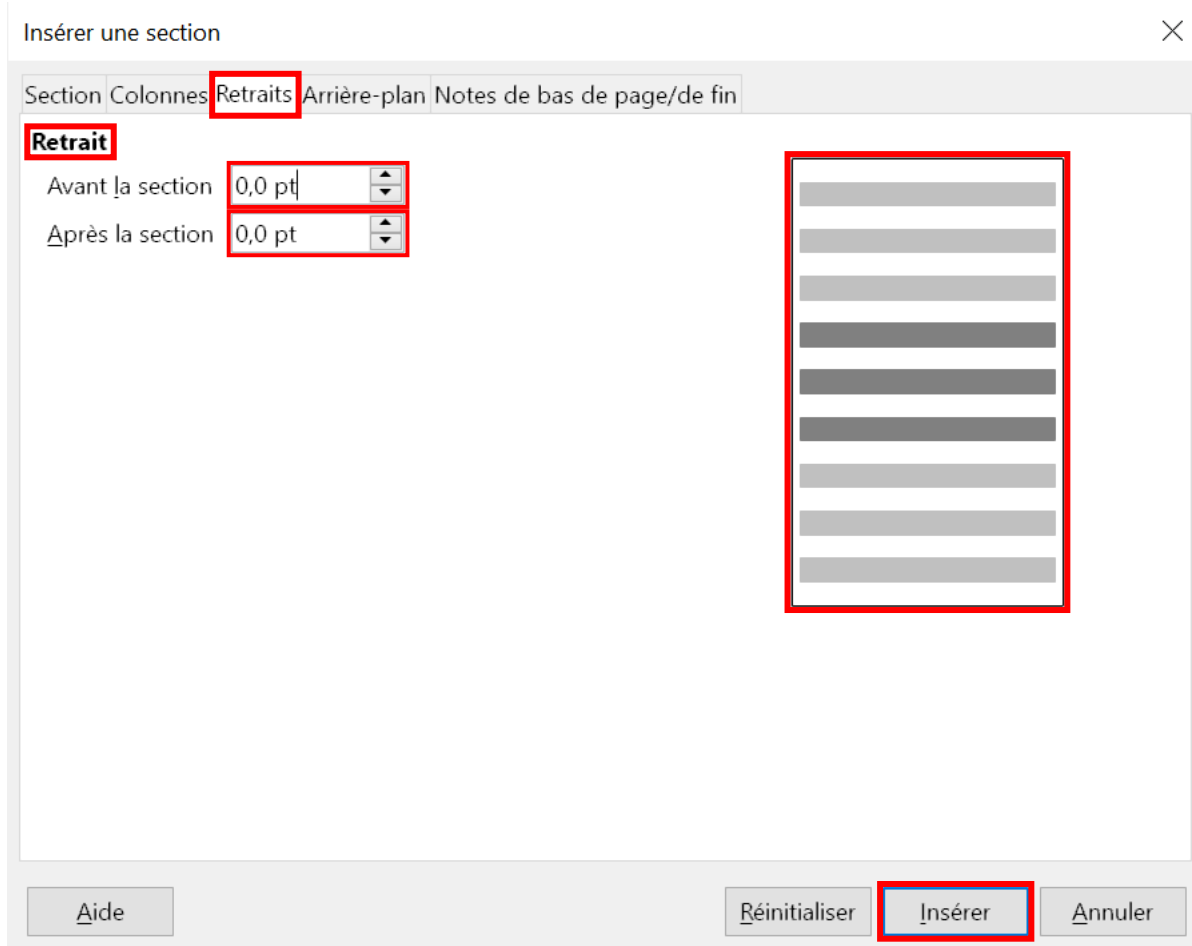 Insérer une section
Section Colonnes Retraits Arrière-plan Notes de bas de page/de fin
Retrait
Avant la section 0,0 pt
Après la section 0,0 pt
Aide Réinitialiser Insérer Annuler